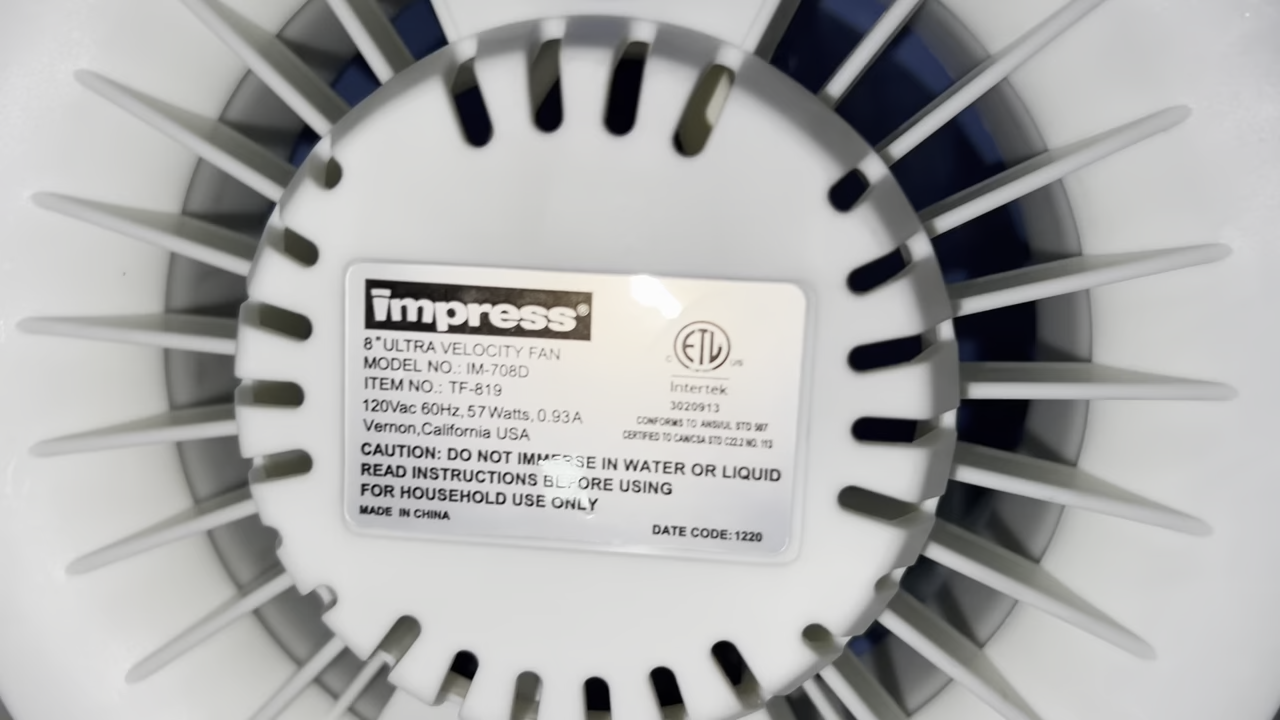 impress®
8" ULTRA VELOCITY FAN
MODEL NO.: IM-708D
ITEM NO.: TF-819
120Vac 60Hz, 57Watts, 0.93A
Vernon,California USA
C ETL US
Intertek
3020913
CONFORMS TO ANSI/UL STD 507
CERTIFIED TO CAN/CSA STD C22.2 NO. 113
CAUTION: DO NOT IMMERSE IN WATER OR LIQUID
READ INSTRUCTIONS BEFORE USING
FOR HOUSEHOLD USE ONLY
MADE IN CHINA
DATE CODE:1220